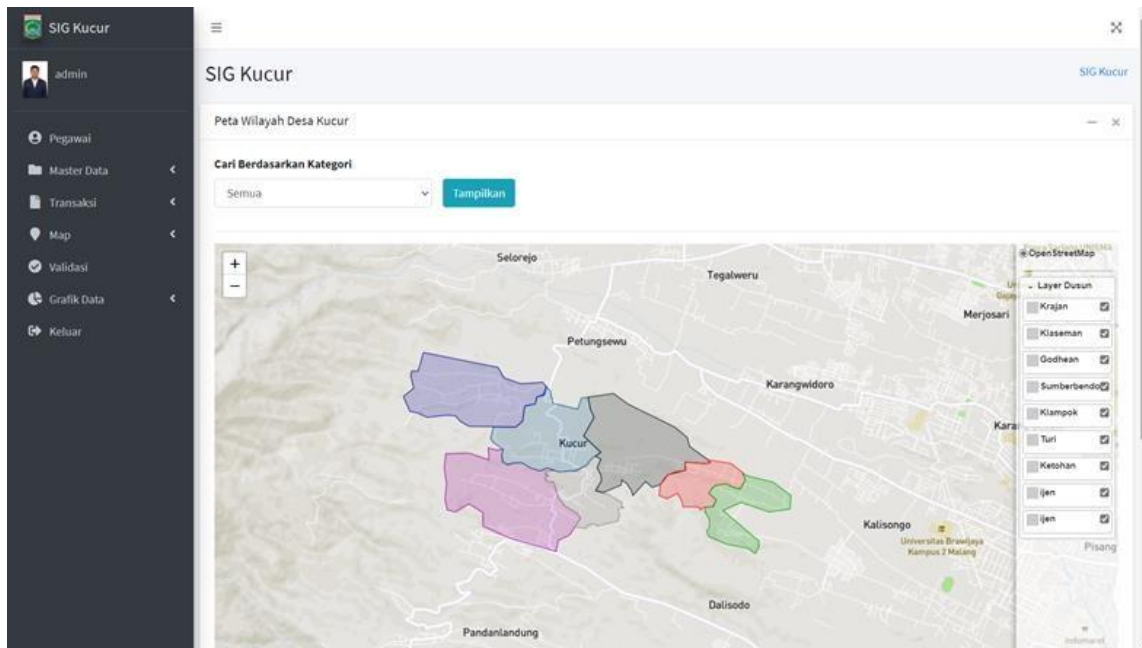 SIG Kucur
admin
Pegawai
Master Data
Transaksi
Map
Validasi
Grafik Data
Keluar
SIG Kucur
SIG Kucur
Peta Wilayah Desa Kucur
Cari Berdasarkan Kategori
Semua
Tampilkan
+
−
Selorejo
Tegalweru
Merjosari
Petungsewu
Karangwidoro
Kucur
Kalisongo
Universitas Brawijaya
Kampus 2 Malang
Dalisodo
Pandanlandung
Pisang
Indomaret
OpenStreetMap
Layer Dusun
Krajan
Klaseman
Godhean
Sumberbendo
Klampok
Turi
Ketohan
ijen
ijen